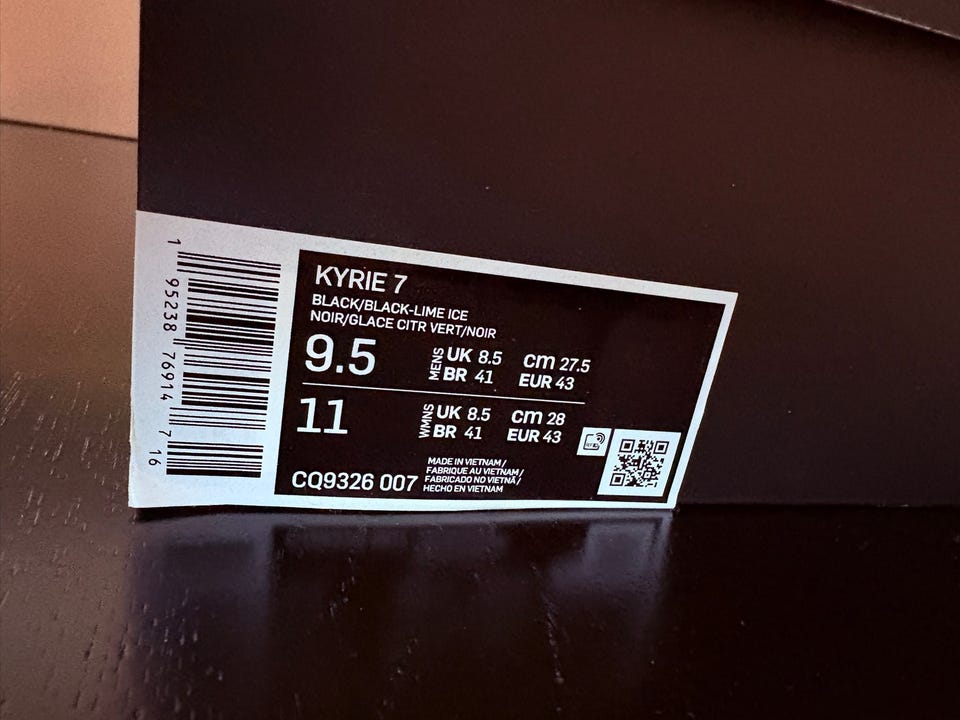 1 95238 76914 7 16
KYRIE 7
BLACK/BLACK-LIME ICE
NOIR/GLACE CITR VERT/NOIR
9.5 MENS UK 8.5 cm 27.5
BR 41 EUR 43
11 WMNS UK 8.5 cm 28
BR 41 EUR 43
CQ9326 007
MADE IN VIETNAM/
FABRIQUE AU VIETNAM/
FABRICADO NO VIETNÃ/
HECHO EN VIETNAM